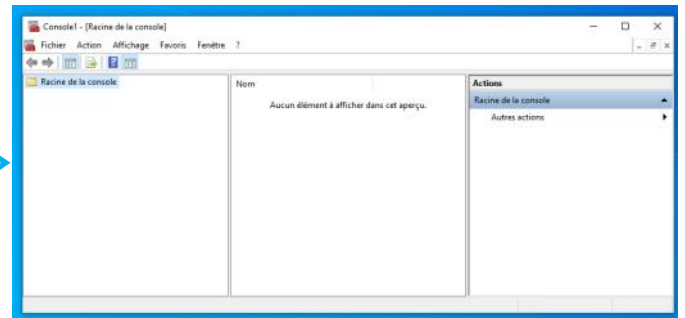 Console1 - [Racine de la console]
Fichier Action Affichage Favoris Fenêtre ?
Racine de la console
Nom
Aucun élément à afficher dans cet aperçu.
Actions
Racine de la console
Autres actions